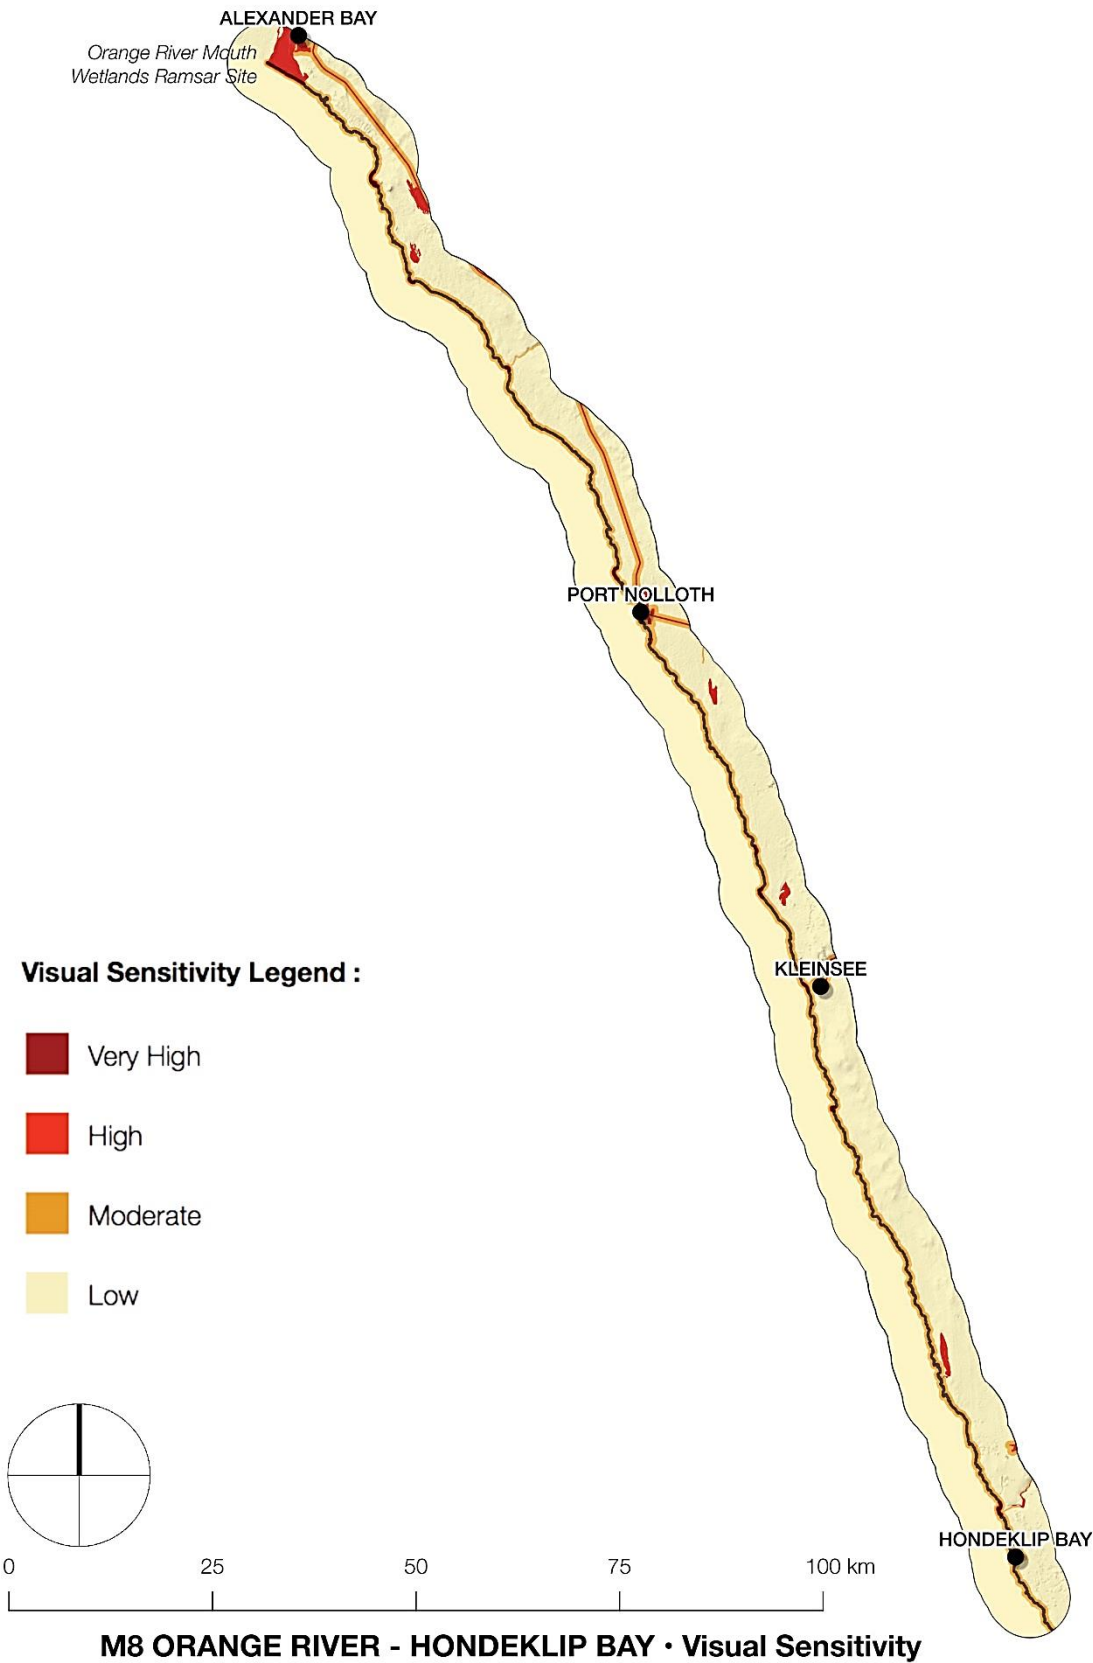 ALEXANDER BAY
Orange River Mouth
Wetlands Ramsar Site
PORT NOLLOTH
KLEINSEE
Visual Sensitivity Legend :
Very High
High
Moderate
Low
HONDEKLIP BAY
0 25 50 75 100 km
M8 ORANGE RIVER - HONDEKLIP BAY • Visual Sensitivity